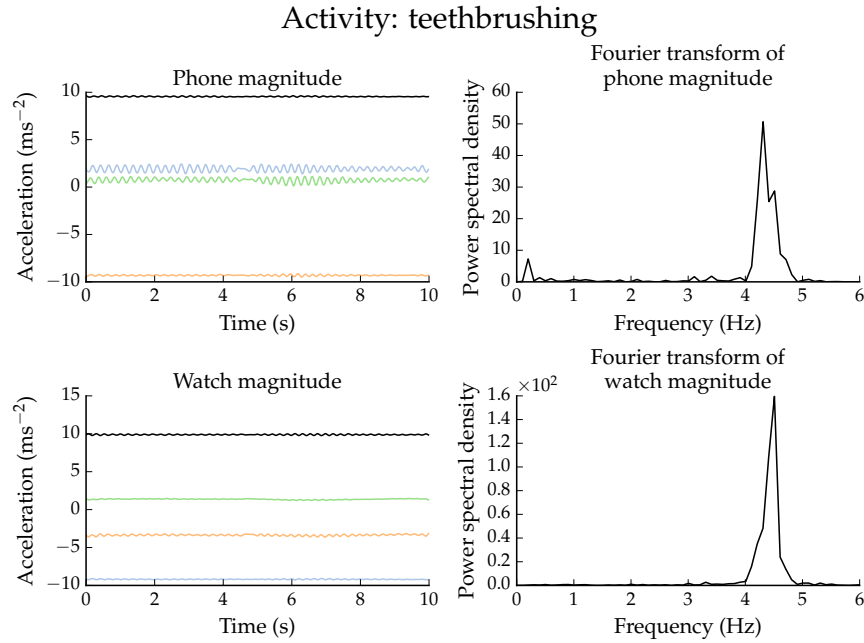 Activity: teethbrushing
Phone magnitude
Acceleration (ms⁻²)
10
5
0
−5
−10
0 2 4 6 8 10
Time (s)
Fourier transform of
phone magnitude
Power spectral density
60
50
40
30
20
10
0
0 1 2 3 4 5 6
Frequency (Hz)
Watch magnitude
Acceleration (ms⁻²)
15
10
5
0
−5
−10
0 2 4 6 8 10
Time (s)
Fourier transform of
watch magnitude
×10²
Power spectral density
1.6
1.4
1.2
1.0
0.8
0.6
0.4
0.2
0.0
0 1 2 3 4 5 6
Frequency (Hz)